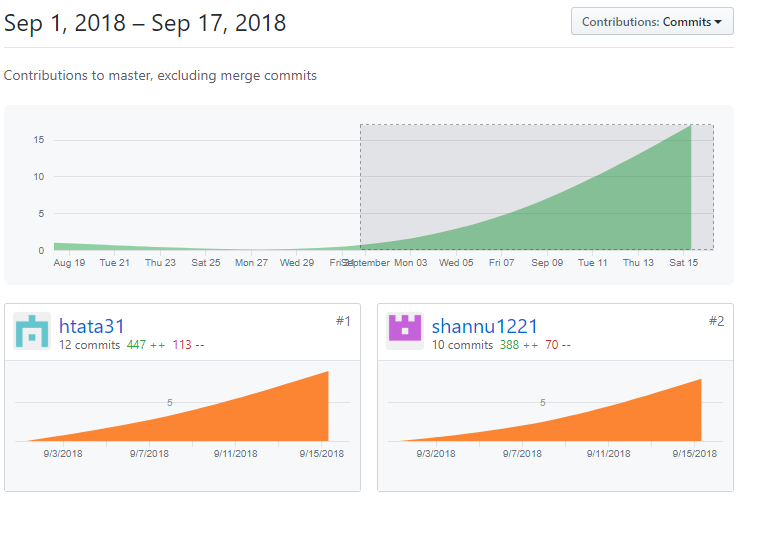 Sep 1, 2018 – Sep 17, 2018
Contributions: Commits
Contributions to master, excluding merge commits
15
10
5
0
Aug 19 Tue 21 Thu 23 Sat 25 Mon 27 Wed 29 Fri 31 September Mon 03 Wed 05 Fri 07 Sep 09 Tue 11 Thu 13 Sat 15
htata31 #1
12 commits 447 ++ 113 --
5
9/3/2018 9/7/2018 9/11/2018 9/15/2018
shannu1221 #2
10 commits 388 ++ 70 --
5
9/3/2018 9/7/2018 9/11/2018 9/15/2018